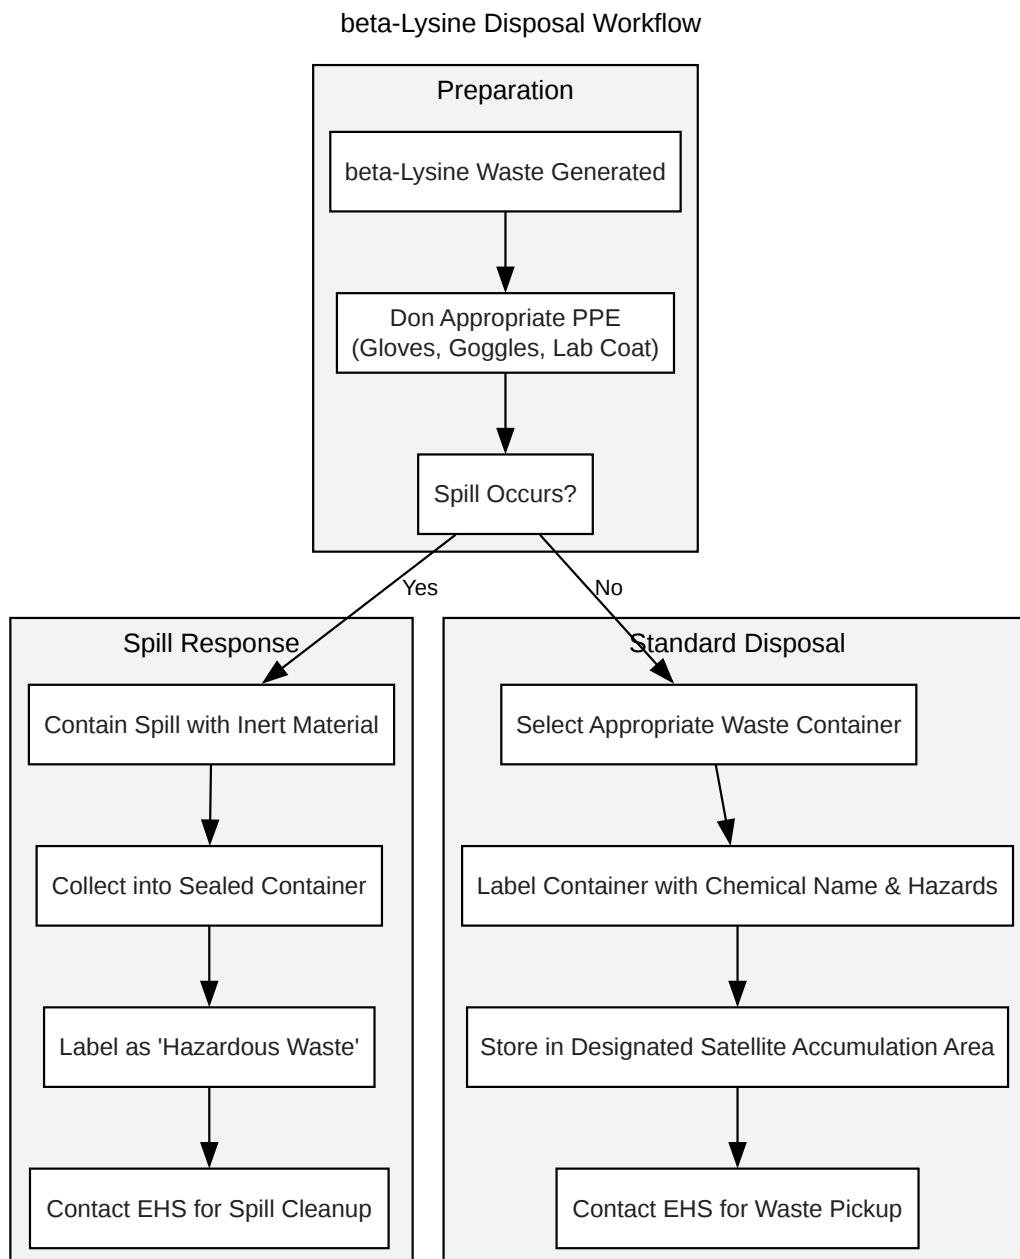 beta-Lysine Disposal Workflow
Preparation
beta-Lysine Waste Generated
Don Appropriate PPE
(Gloves, Goggles, Lab Coat)
Spill Occurs?
Yes
No
Spill Response
Contain Spill with Inert Material
Collect into Sealed Container
Label as 'Hazardous Waste'
Contact EHS for Spill Cleanup
Standard Disposal
Select Appropriate Waste Container
Label Container with Chemical Name & Hazards
Store in Designated Satellite Accumulation Area
Contact EHS for Waste Pickup